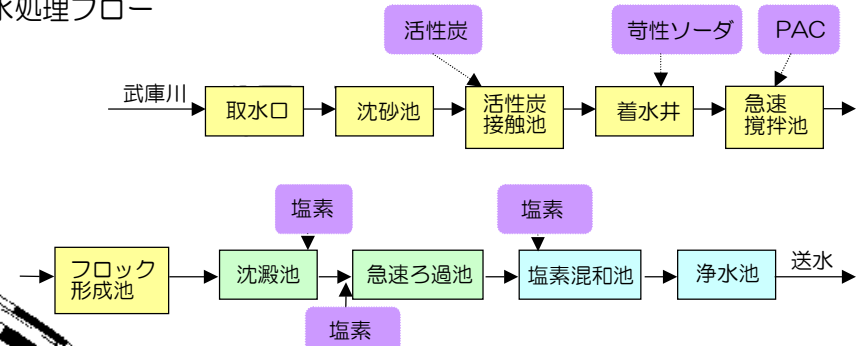 水処理フロー
活性炭
苛性ソーダ
PAC
武庫川
取水口
沈砂池
活性炭
接触池
着水井
急速
撹拌池
塩素
塩素
フロック
形成池
沈澱池
急速ろ過池
塩素混和池
浄水池
送水
塩素